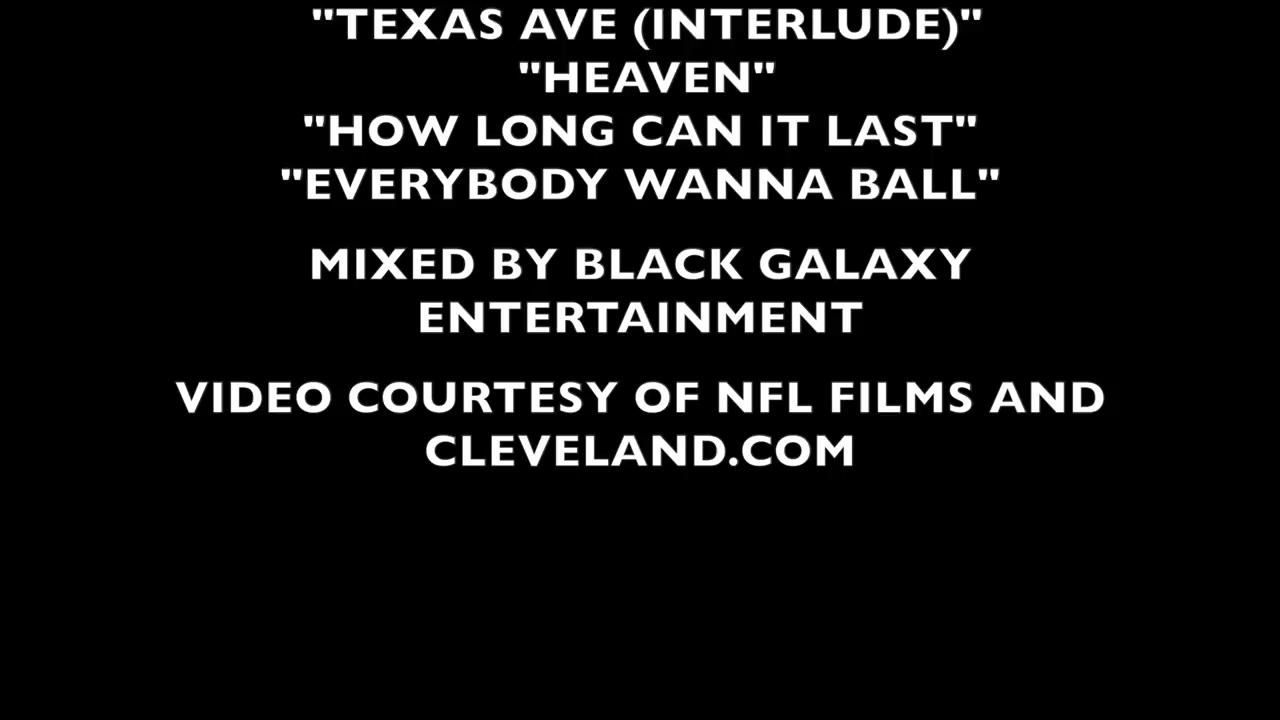 "TEXAS AVE (INTERLUDE)"
"HEAVEN"
"HOW LONG CAN IT LAST"
"EVERYBODY WANNA BALL"
MIXED BY BLACK GALAXY
ENTERTAINMENT
VIDEO COURTESY OF NFL FILMS AND
CLEVELAND.COM